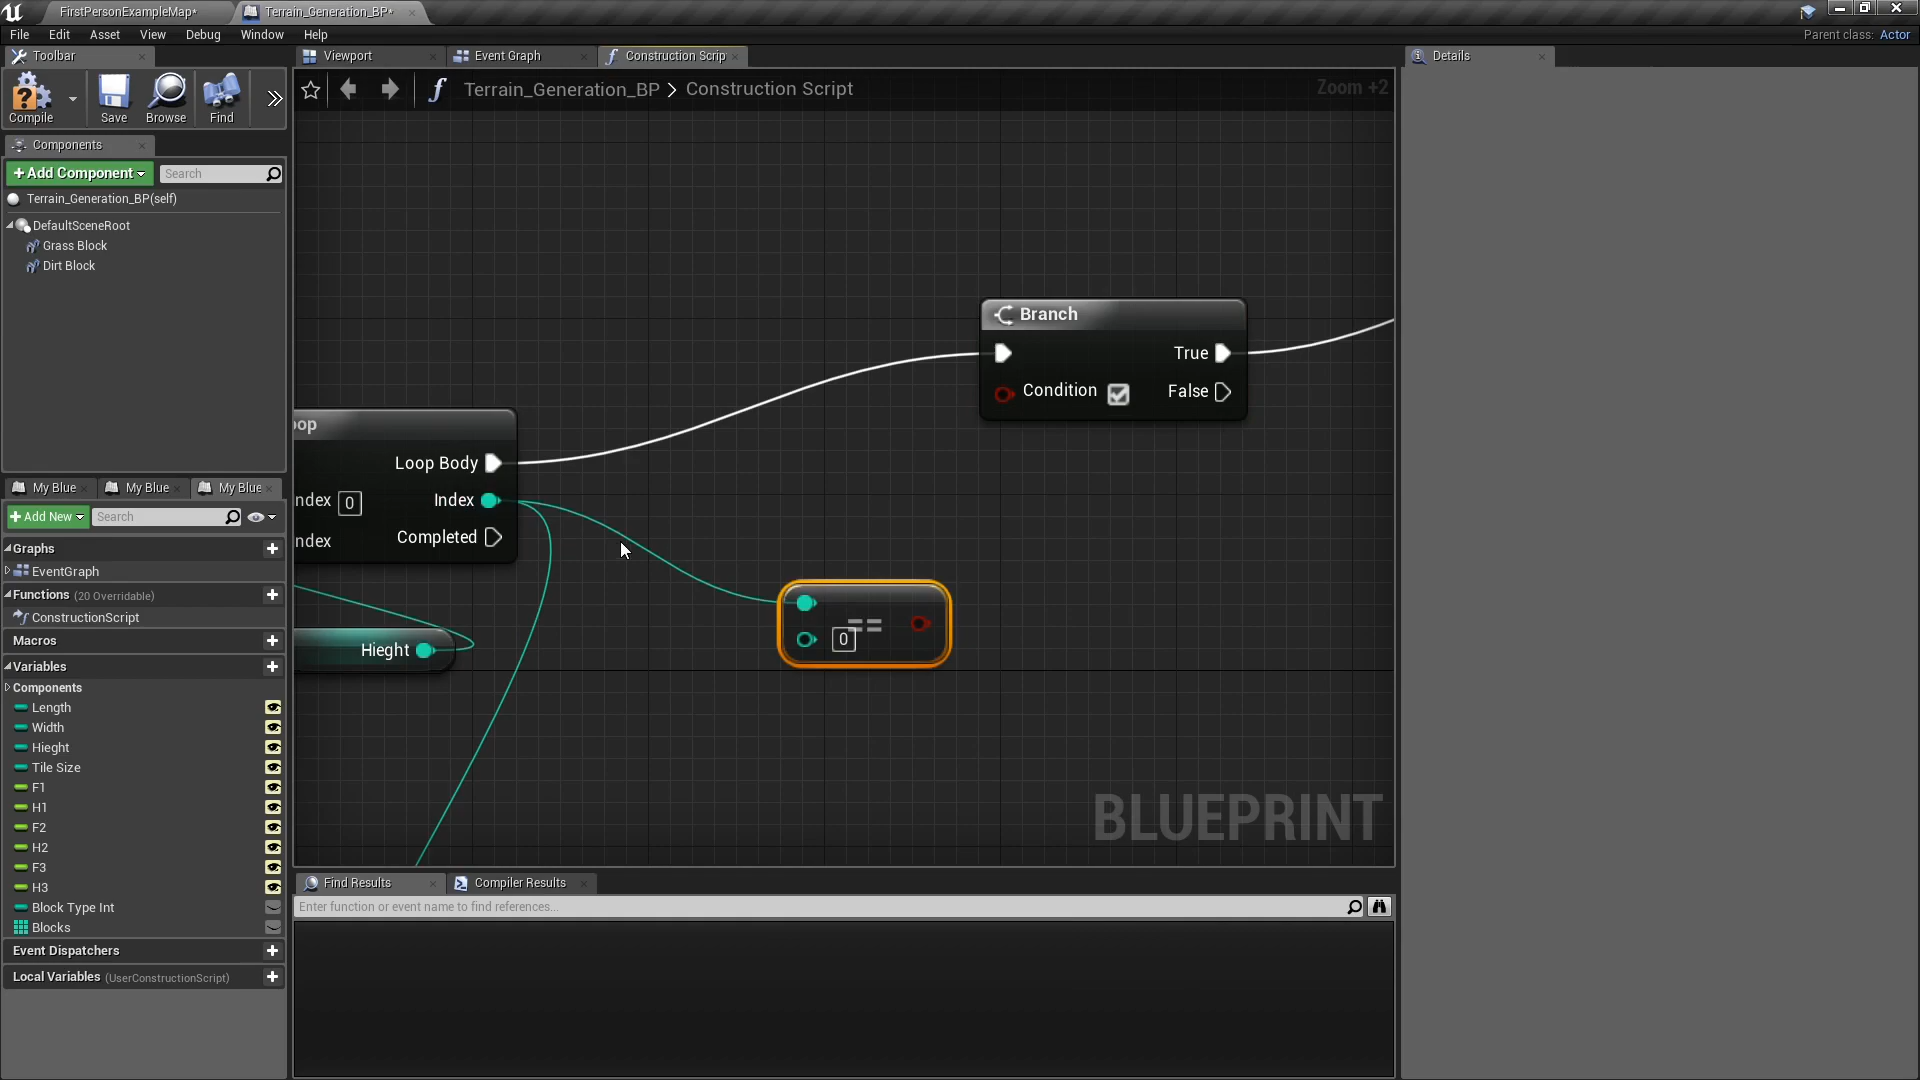 FirstPersonExampleMap*
Terrain_Generation_BP*
File Edit Asset View Debug Window Help
Parent class: Actor
Toolbar
Viewport
Event Graph
Construction Scrip
Details
Compile
Save
Browse
Find
Terrain_Generation_BP > Construction Script
Zoom +2
Components
+Add Component
Search
Terrain_Generation_BP(self)
DefaultSceneRoot
Grass Block
Dirt Block
Branch
True
Condition
False
oop
Loop Body
ndex 0
Index
ndex
Completed
==
0
Hieght
BLUEPRINT
My Blue
My Blue
My Blue
+Add New
Search
Graphs
EventGraph
Functions (20 Overridable)
ConstructionScript
Macros
Variables
Components
Length
Width
Hieght
Tile Size
F1
H1
F2
H2
F3
H3
Block Type Int
Blocks
Event Dispatchers
Local Variables (UserConstructionScript)
Find Results
Compiler Results
Enter function or event name to find references...